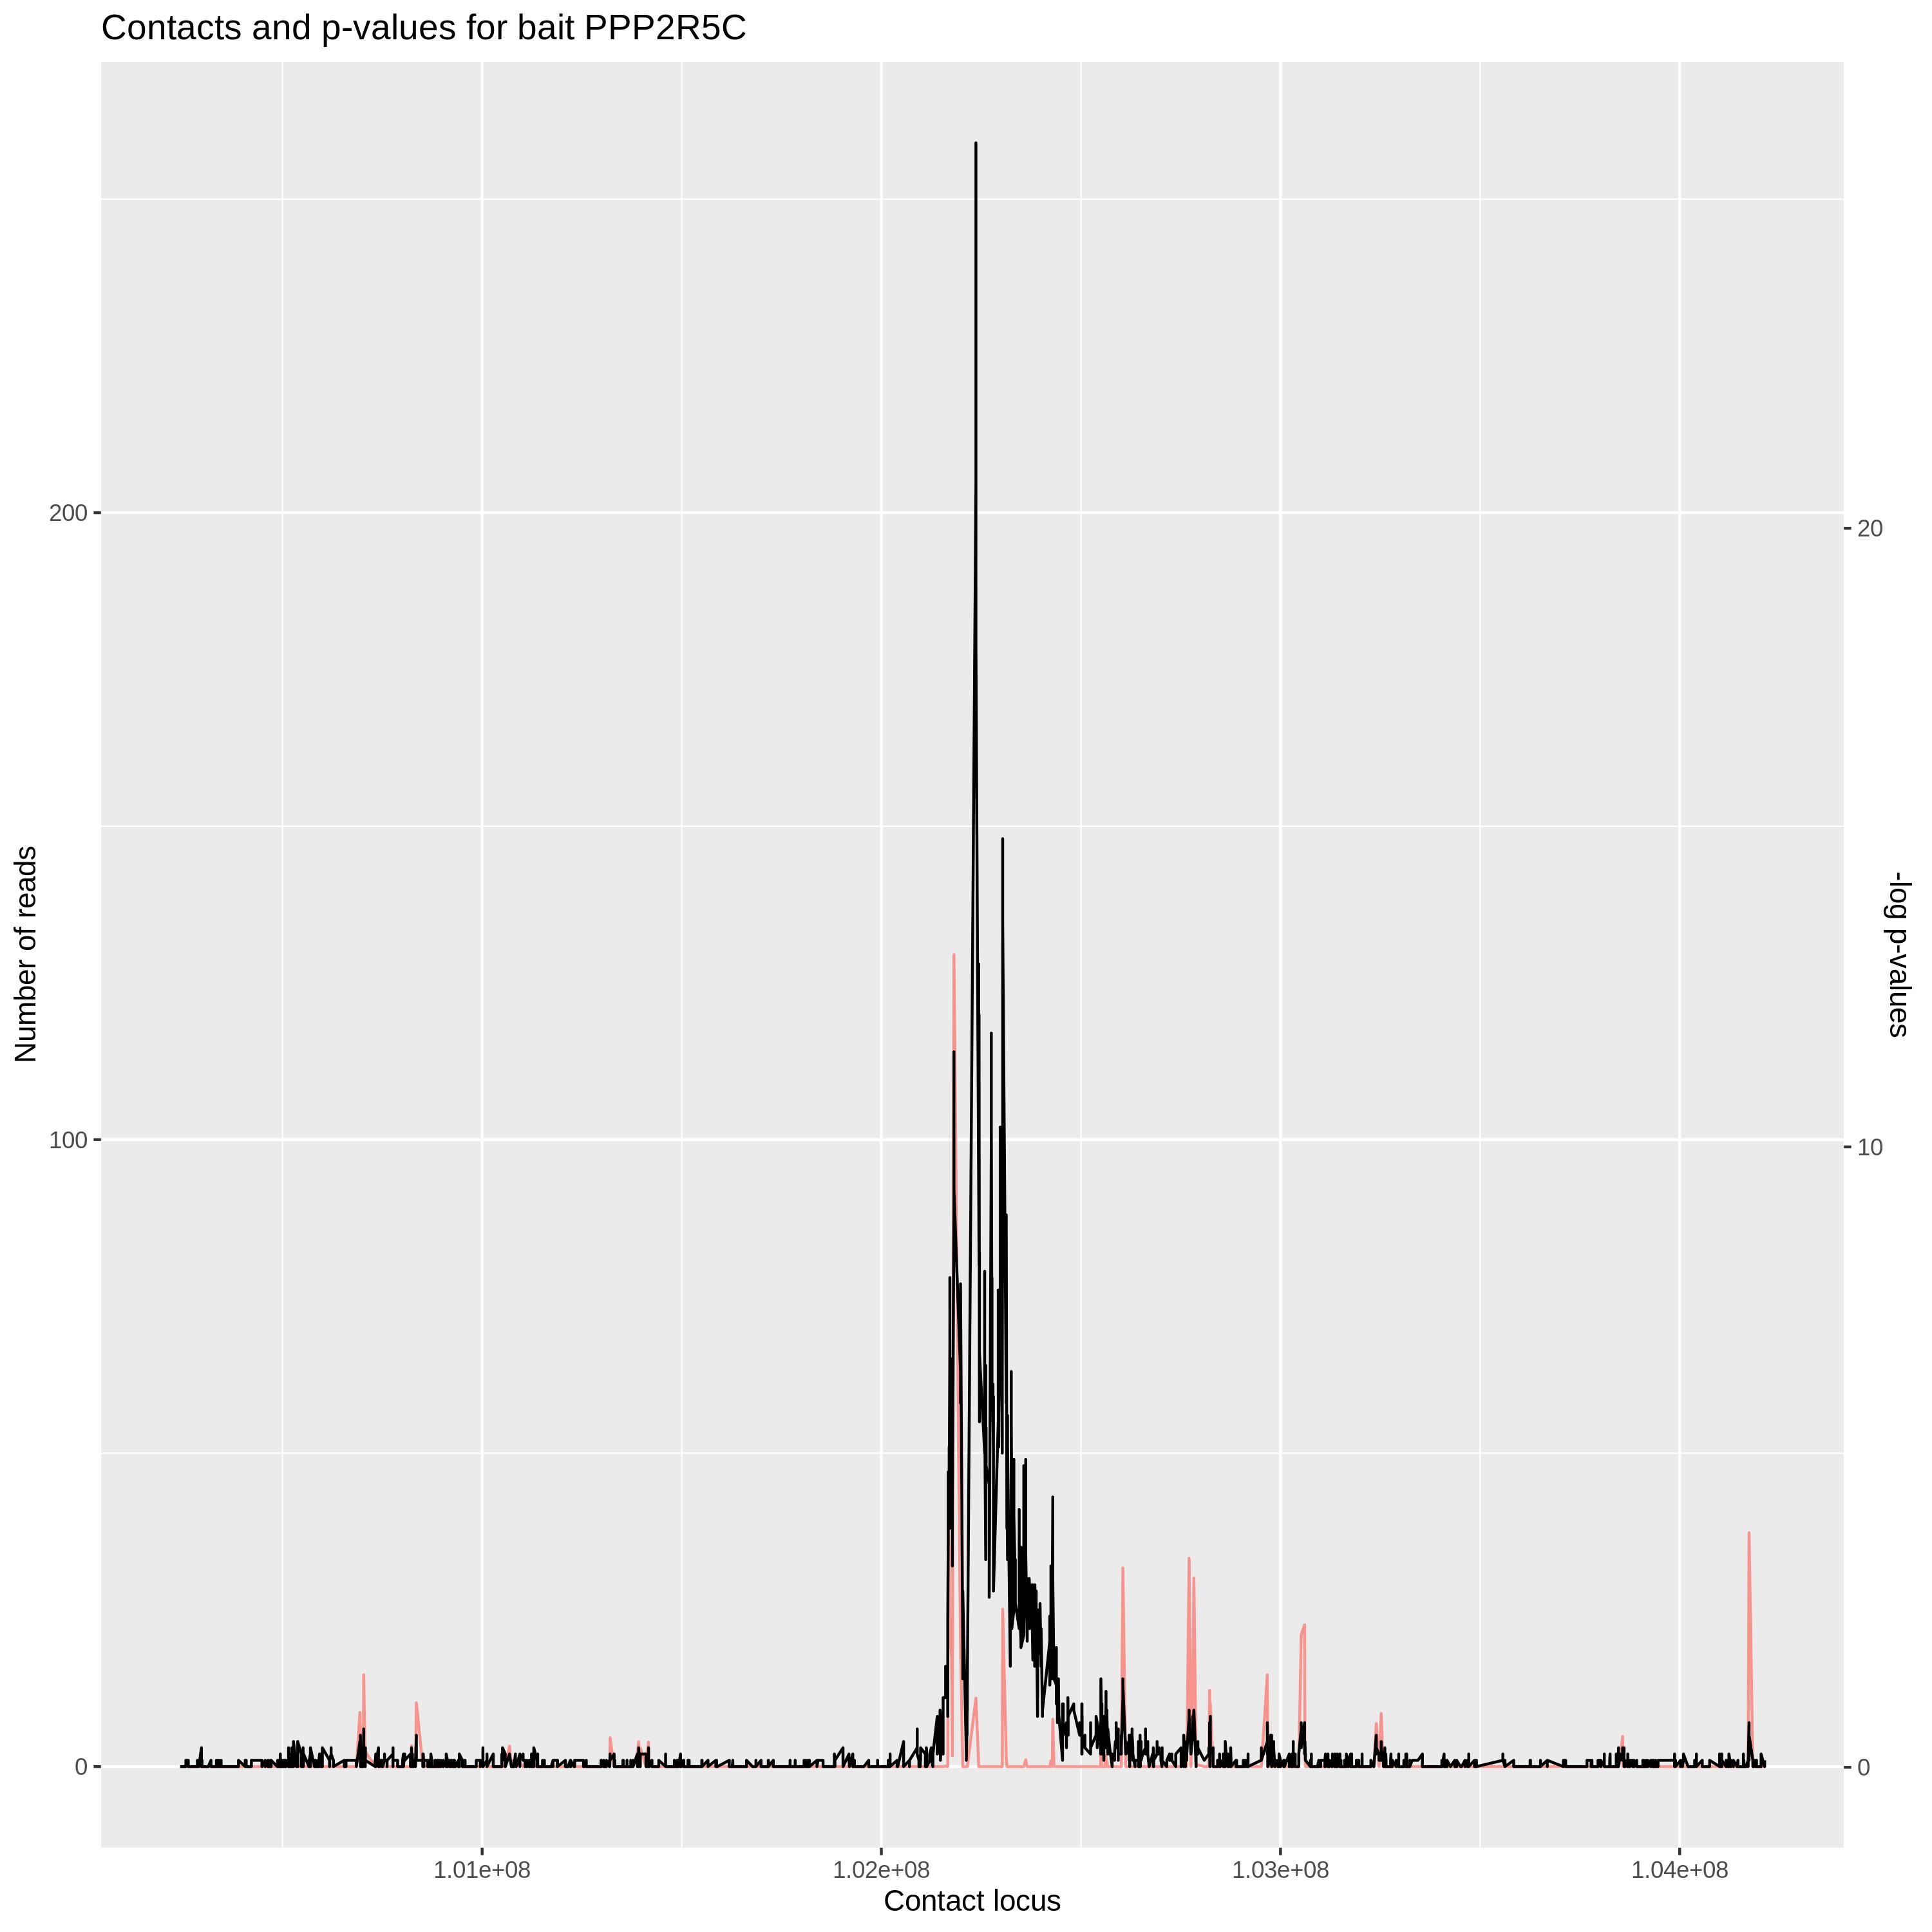 Contacts and p-values for bait PPP2R5C
Number of reads
200
100
0
20
10
0
-log p-values
1.01e+08
1.02e+08
1.03e+08
1.04e+08
Contact locus